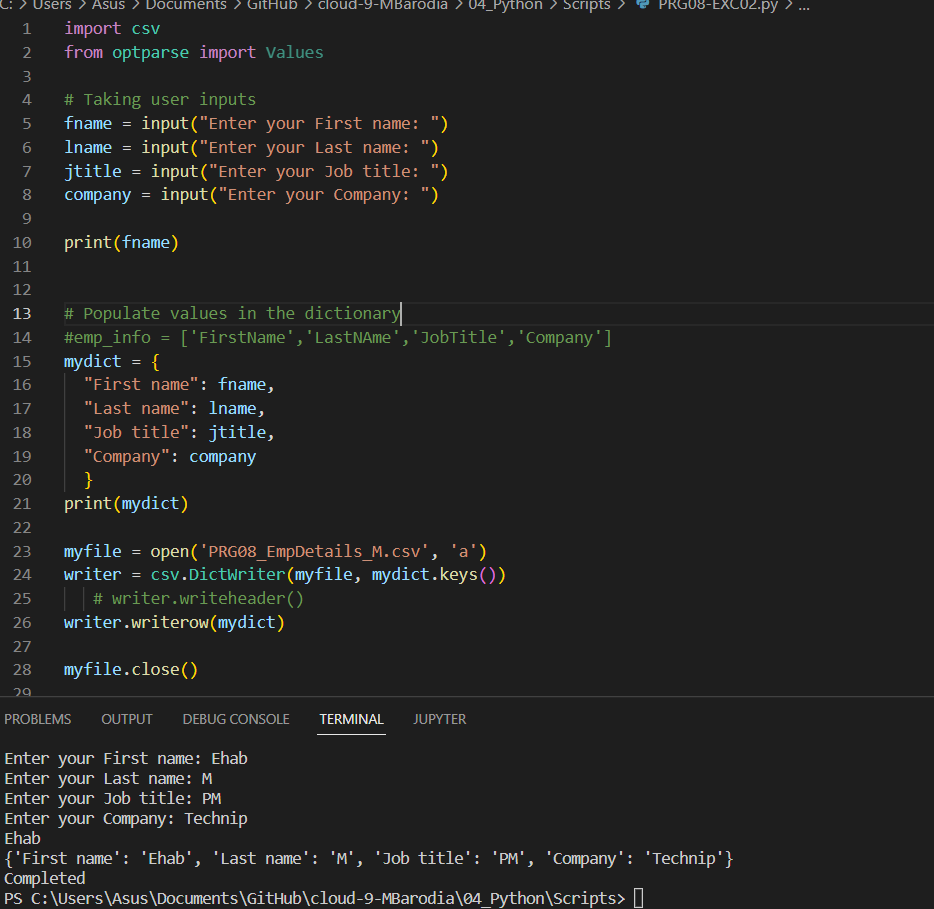 C: > Users > Asus > Documents > GitHub > cloud-9-MBarodia > 04_Python > Scripts > PRG08-EXC02.py > ...
1 import csv
2 from optparse import Values
3
4 # Taking user inputs
5 fname = input("Enter your First name: ")
6 lname = input("Enter your Last name: ")
7 jtitle = input("Enter your Job title: ")
8 company = input("Enter your Company: ")
9
10 print(fname)
11
12
13 # Populate values in the dictionary
14 #emp_info = ['FirstName','LastNAme','JobTitle','Company']
15 mydict = {
16 "First name": fname,
17 "Last name": lname,
18 "Job title": jtitle,
19 "Company": company
20 }
21 print(mydict)
22
23 myfile = open('PRG08_EmpDetails_M.csv', 'a')
24 writer = csv.DictWriter(myfile, mydict.keys())
25 # writer.writeheader()
26 writer.writerow(mydict)
27
28 myfile.close()
29
PROBLEMS OUTPUT DEBUG CONSOLE TERMINAL JUPYTER
Enter your First name: Ehab
Enter your Last name: M
Enter your Job title: PM
Enter your Company: Technip
Ehab
{'First name': 'Ehab', 'Last name': 'M', 'Job title': 'PM', 'Company': 'Technip'}
Completed
PS C:\Users\Asus\Documents\GitHub\cloud-9-MBarodia\04_Python\Scripts>